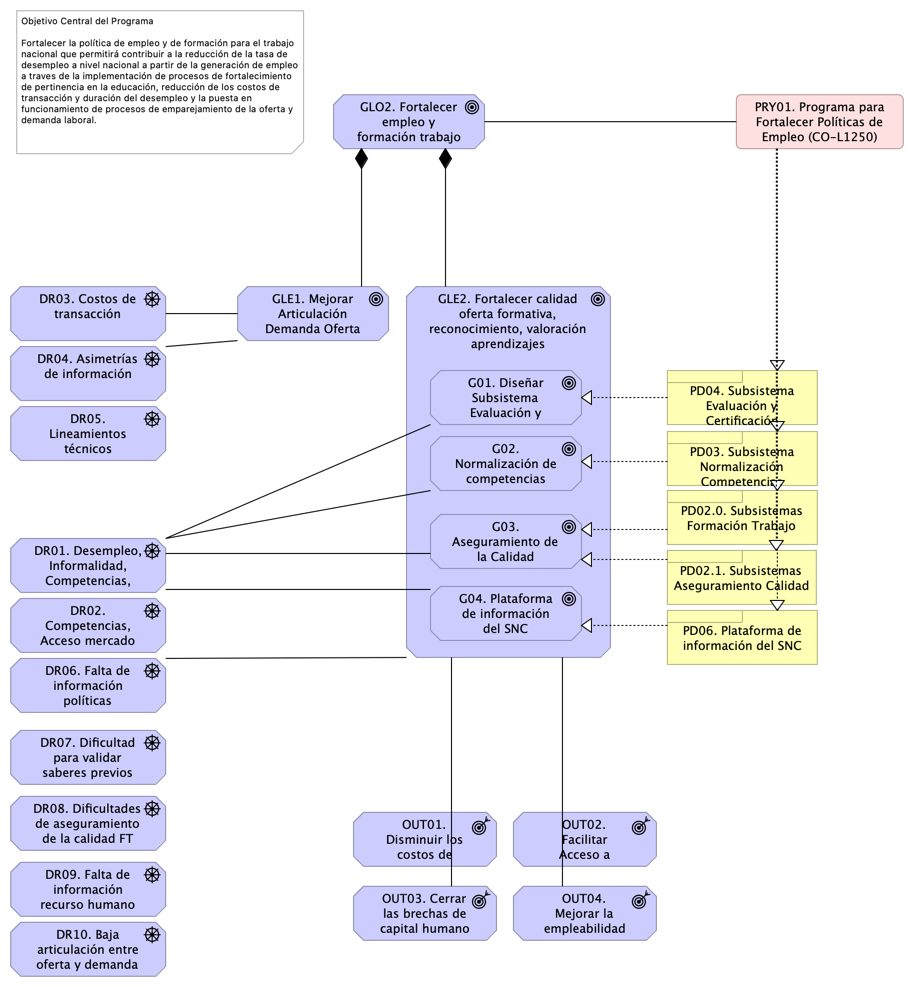 Objetivo Central del Programa
Fortalecer la política de empleo y de formación para el trabajo
nacional que permitirá contribuir a la reducción de la tasa de
desempleo a nivel nacional a partir de la generación de empleo
a traves de la implementación de procesos de fortalecimiento
de pertinencia en la educación, reducción de los costos de
transacción y duración del desempleo y la puesta en
funcionamiento de procesos de emparejamiento de la oferta y
demanda laboral.
GLO2. Fortalecer
empleo y
formación trabajo
PRY01. Programa para
Fortalecer Políticas de
Empleo (CO-L1250)
DR03. Costos de
transacción
GLE1. Mejorar
Articulación
Demanda Oferta
GLE2. Fortalecer calidad
oferta formativa,
reconocimiento, valoración
aprendizajes
DR04. Asimetrías
de información
DR05.
Lineamientos
técnicos
G01. Diseñar
Subsistema
Evaluación y
PD04. Subsistema
Evaluación y
Certificación
G02.
Normalización de
competencias
PD03. Subsistema
Normalización
Competencias
G03.
Aseguramiento de
la Calidad
PD02.0. Subsistemas
Formación Trabajo
PD02.1. Subsistemas
Aseguramiento Calidad
DR01. Desempleo,
Informalidad,
Competencias,
G04. Plataforma
de información
del SNC
PD06. Plataforma de
información del SNC
DR02.
Competencias,
Acceso mercado
DR06. Falta de
información
políticas
DR07. Dificultad
para validar
saberes previos
DR08. Dificultades
de aseguramiento
de la calidad FT
DR09. Falta de
información
recurso humano
DR10. Baja
articulación entre
oferta y demanda
OUT01.
Disminuir los
costos de
OUT02.
Facilitar
Acceso a
OUT03. Cerrar
las brechas de
capital humano
OUT04.
Mejorar la
empleabilidad